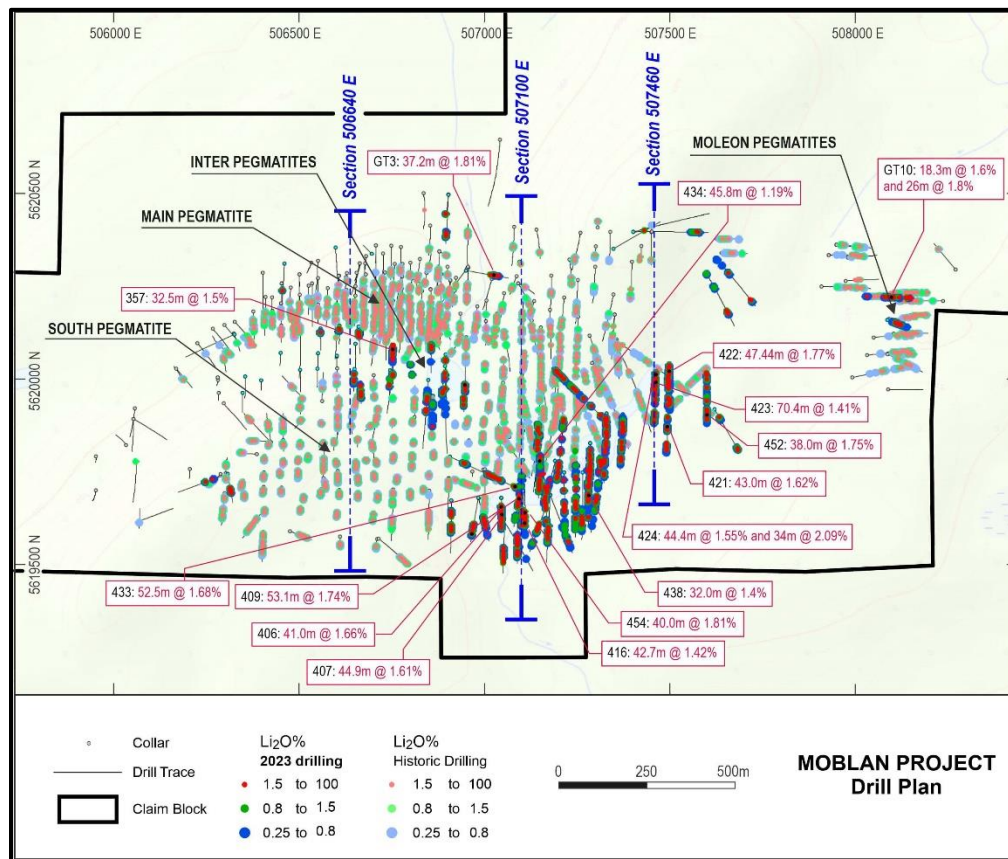 506000 E
506500 E
507000 E
507500 E
508000 E
5620500 N
5620000 N
5619500 N
Section 506640 E
Section 507100 E
Section 507460 E
INTER PEGMATITES
GT3: 37.2m @ 1.81%
MOLEON PEGMATITES
434: 45.8m @ 1.19%
GT10: 18.3m @ 1.6%
and 26m @ 1.8%
MAIN PEGMATITE
357: 32.5m @ 1.5%
SOUTH PEGMATITE
422: 47.44m @ 1.77%
423: 70.4m @ 1.41%
452: 38.0m @ 1.75%
421: 43.0m @ 1.62%
424: 44.4m @ 1.55% and 34m @ 2.09%
433: 52.5m @ 1.68%
409: 53.1m @ 1.74%
438: 32.0m @ 1.4%
406: 41.0m @ 1.66%
454: 40.0m @ 1.81%
407: 44.9m @ 1.61%
416: 42.7m @ 1.42%
Collar
Drill Trace
Claim Block
Li2O%
2023 drilling
1.5 to 100
0.8 to 1.5
0.25 to 0.8
Li2O%
Historic Drilling
1.5 to 100
0.8 to 1.5
0.25 to 0.8
0 250 500m
MOBLAN PROJECT
Drill Plan